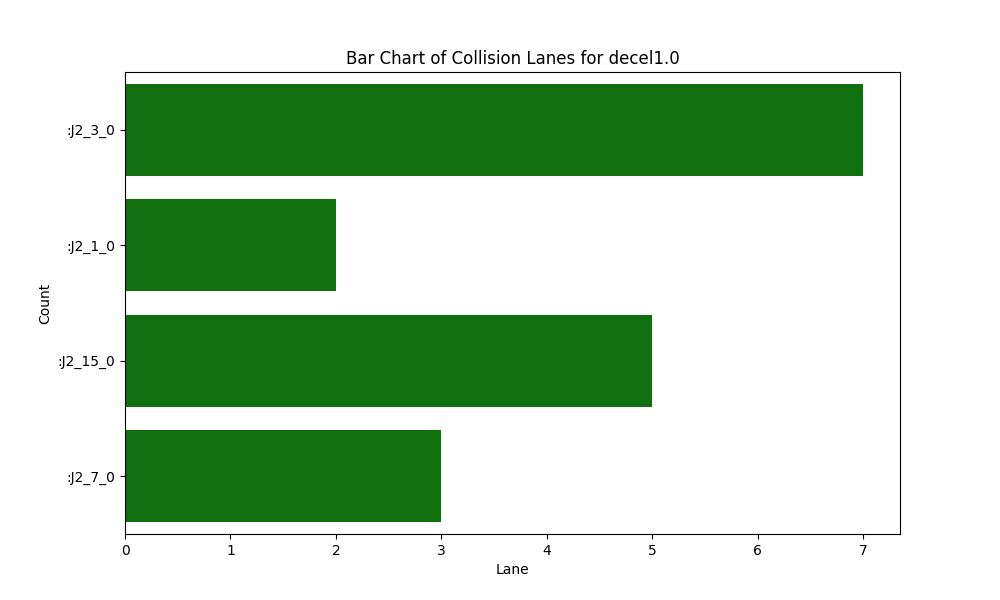 Bar Chart of Collision Lanes for decel1.0
:J2_3_0
:J2_1_0
:J2_15_0
:J2_7_0
Count
0 1 2 3 4 5 6 7
Lane